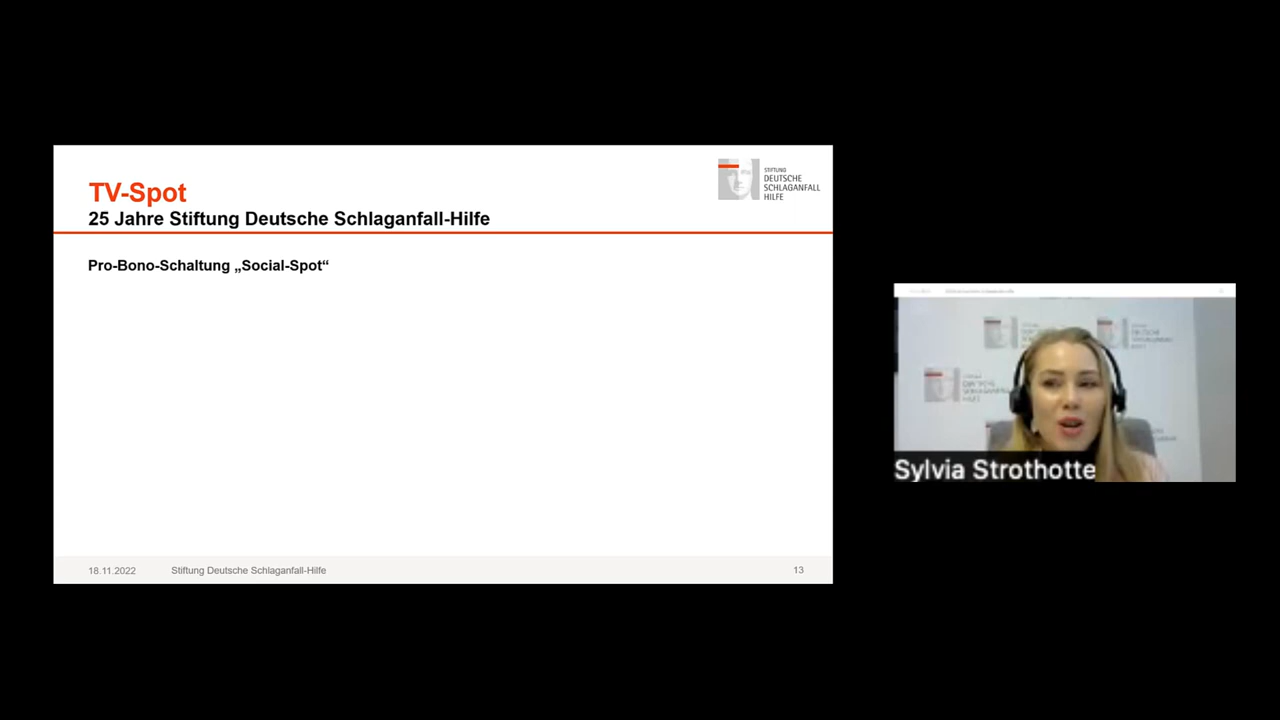 TV-Spot
25 Jahre Stiftung Deutsche Schlaganfall-Hilfe
STIFTUNG
DEUTSCHE
SCHLAGANFALL
HILFE
Pro-Bono-Schaltung „Social-Spot“
18.11.2022 Stiftung Deutsche Schlaganfall-Hilfe 13
Sylvia Strothotte